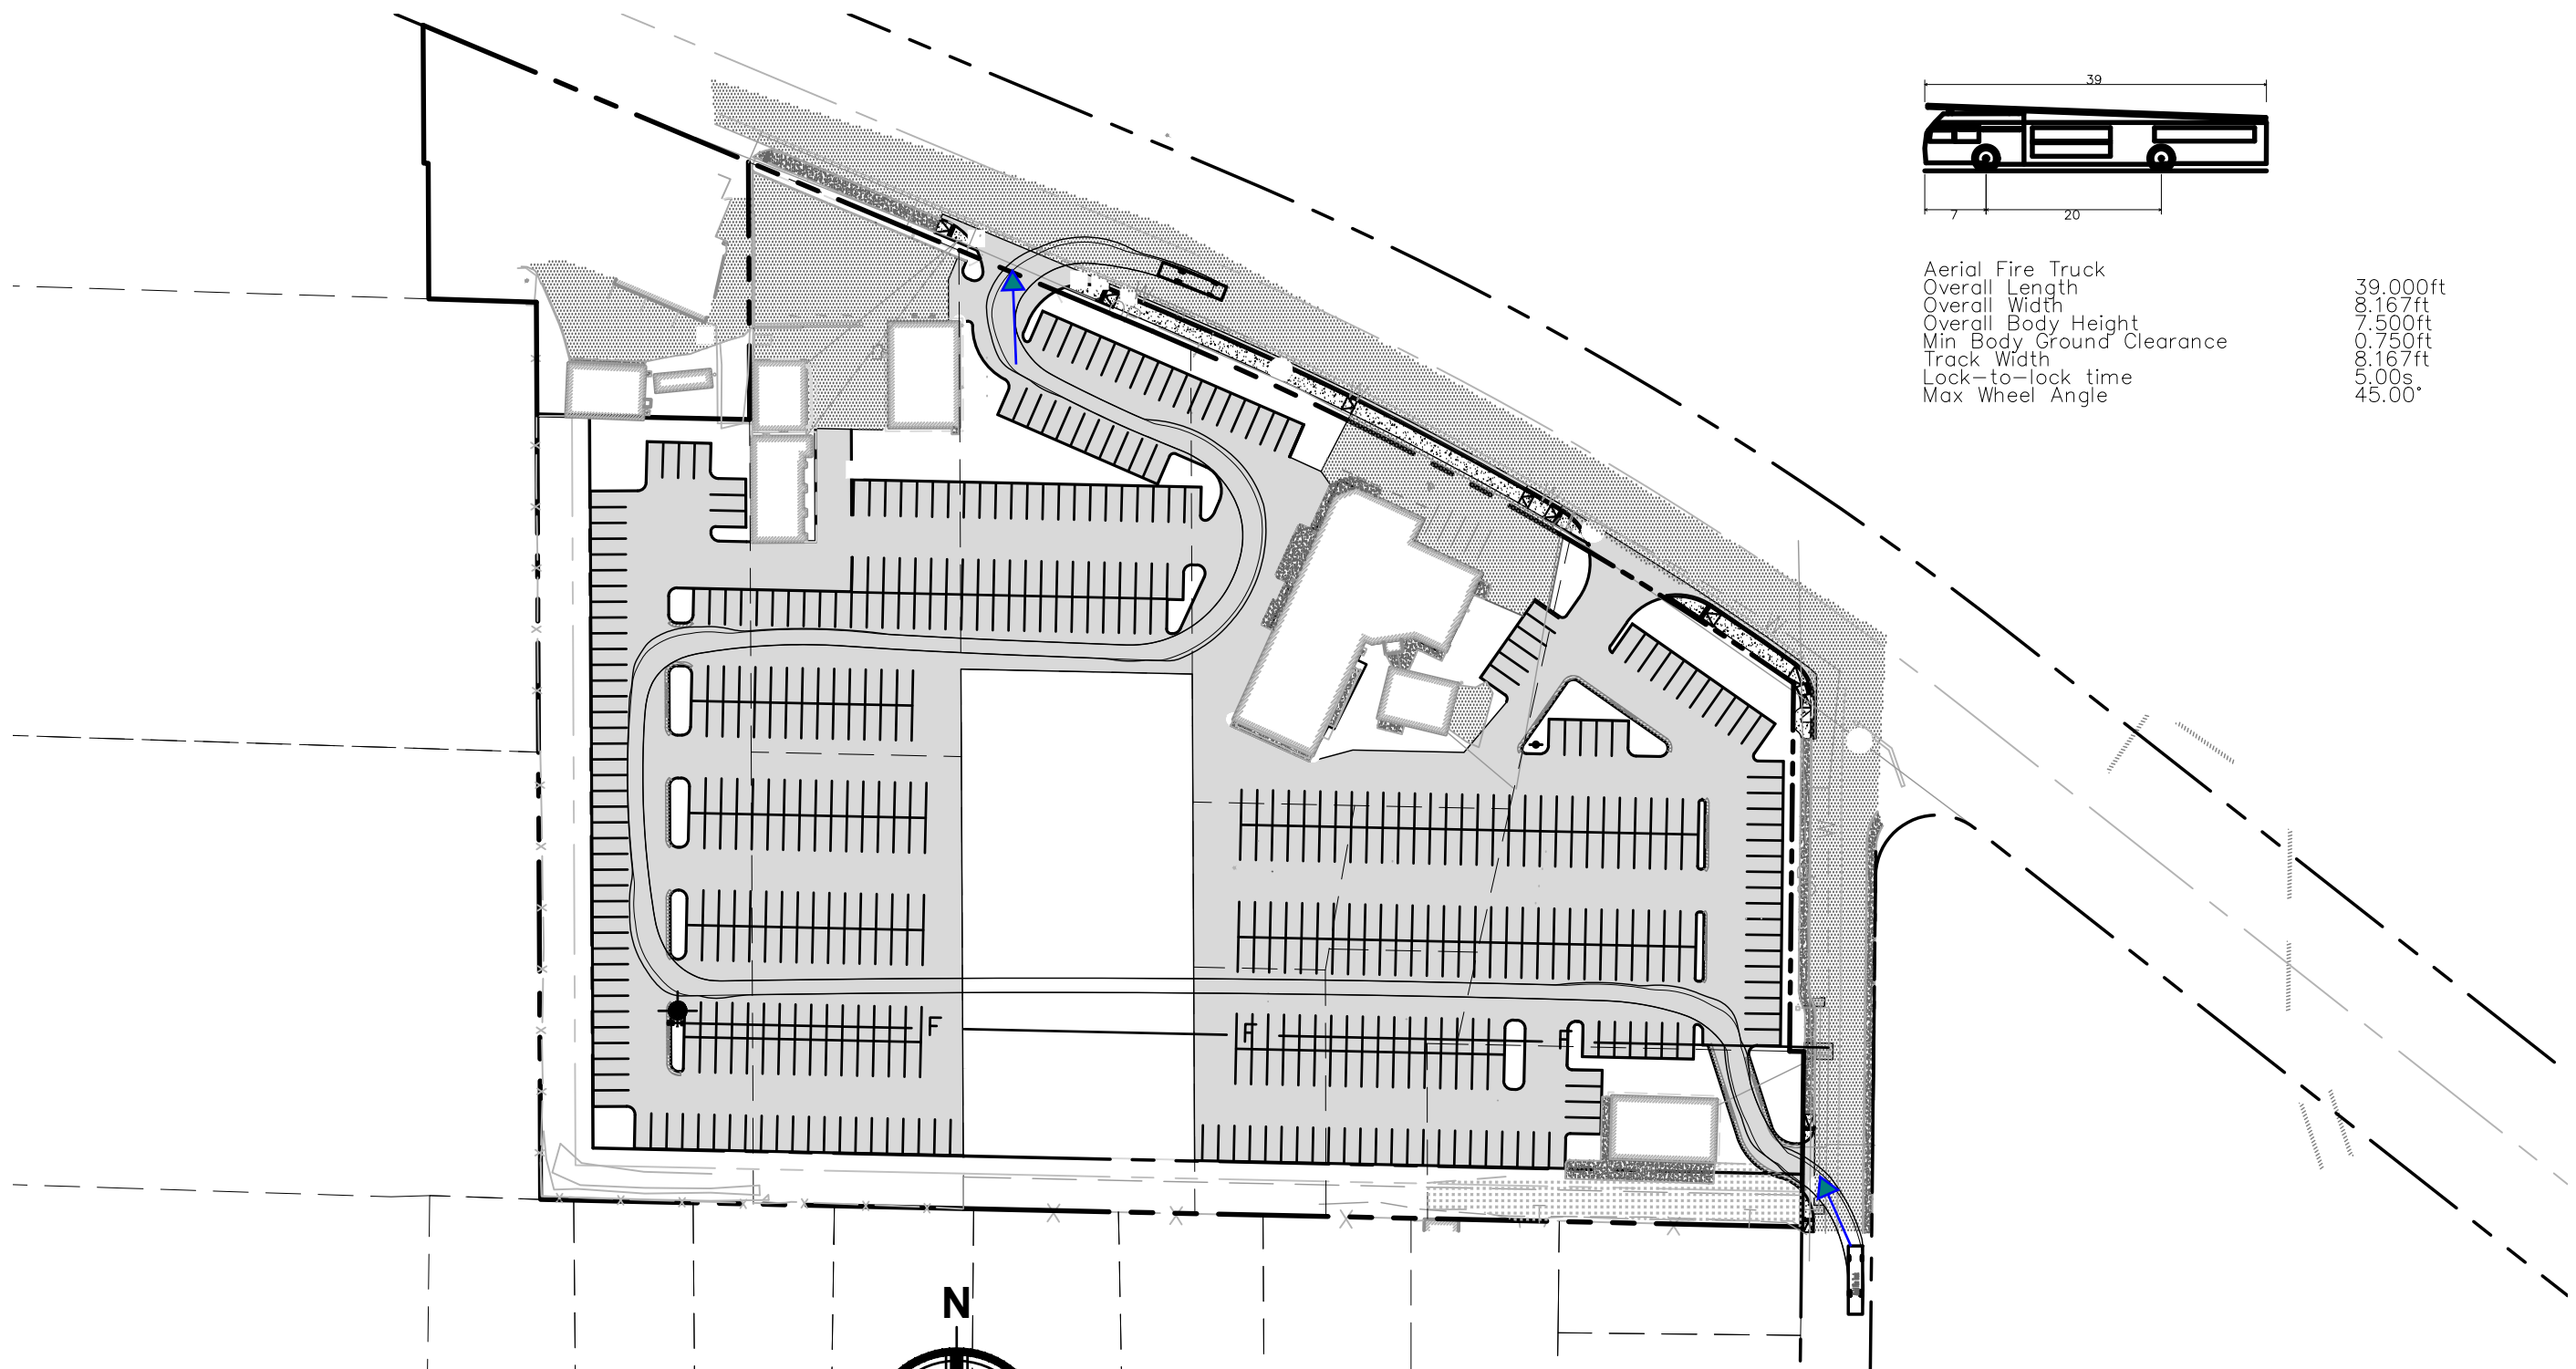 39
7
20
Aerial Fire Truck
Overall Length 39.000ft
Overall Width 8.167ft
Overall Body Height 7.500ft
Min Body Ground Clearance 0.750ft
Track Width 8.167ft
Lock-to-lock time 5.00s
Max Wheel Angle 45.00°
F
F
F
N